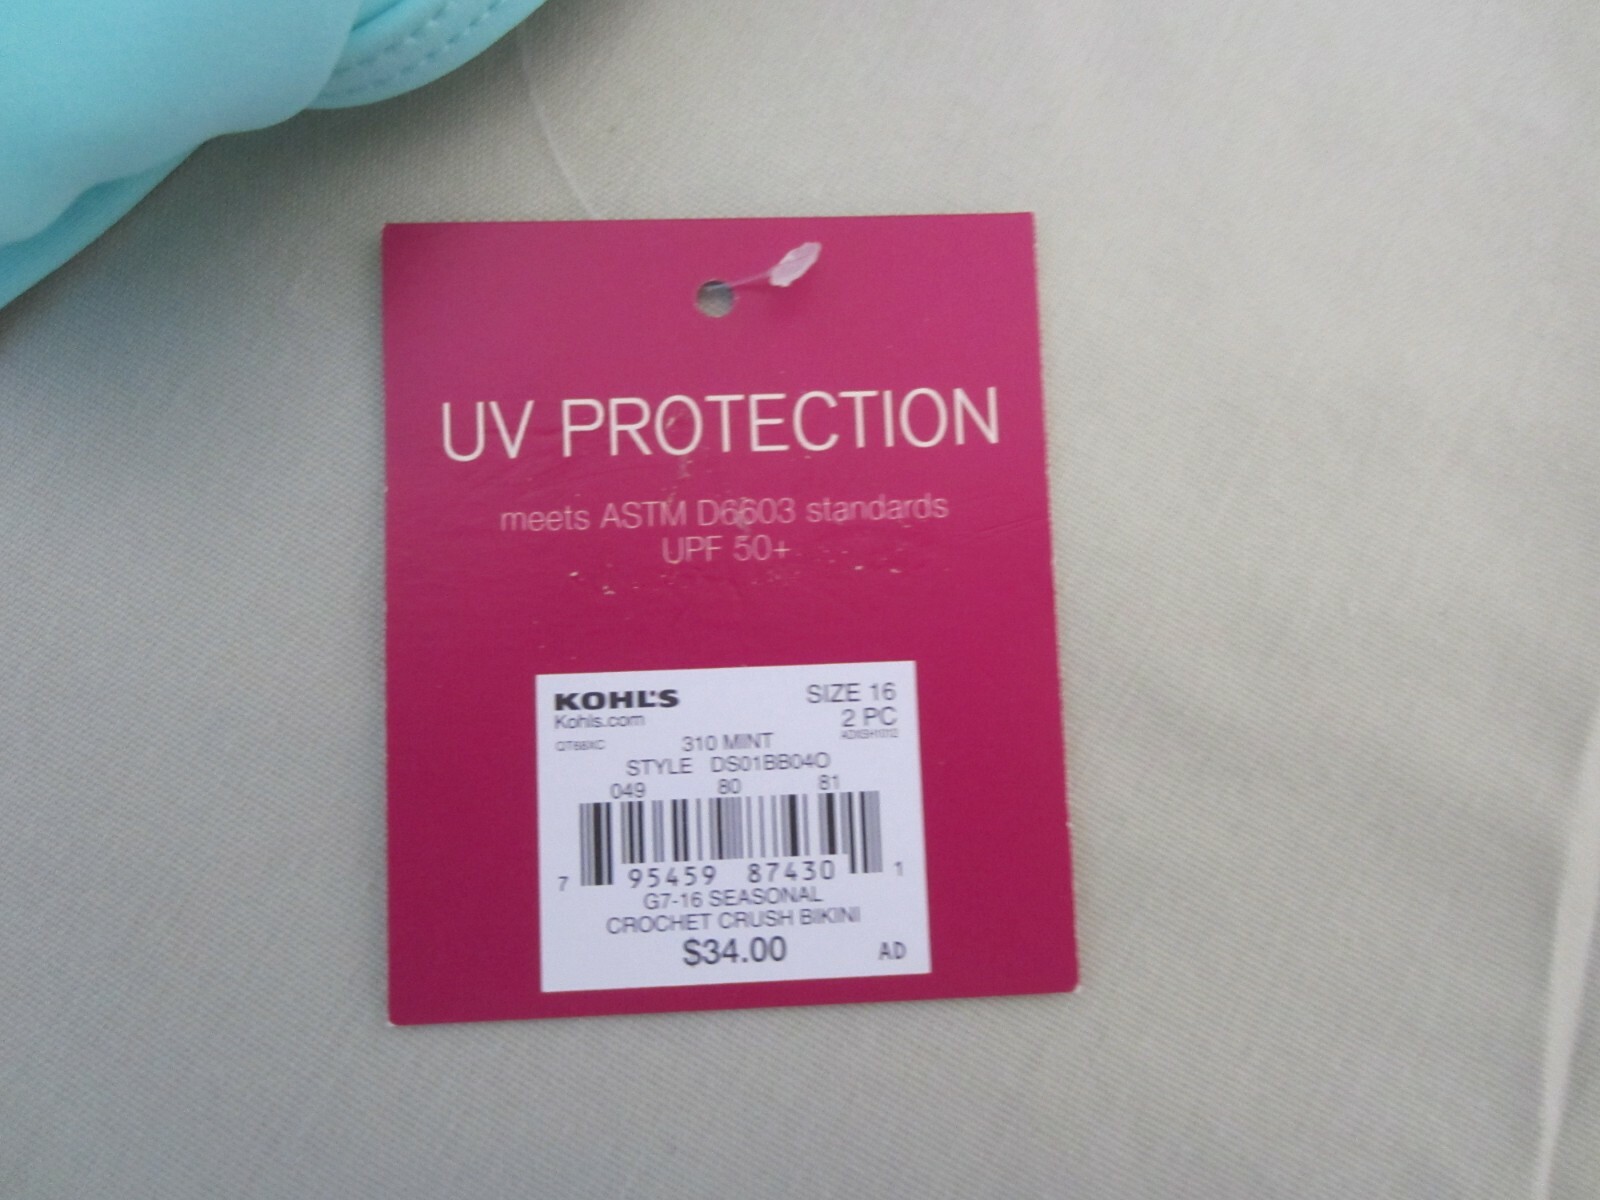 UV PROTECTION
meets ASTM D6603 standards
UPF 50+
KOHL'S SIZE 16
Kohls.com 2 PC
310 MINT
STYLE DS01BB04O
049 80 81
7 95459 87430 1
G7-16 SEASONAL
CROCHET CRUSH BIKINI
$34.00 AD